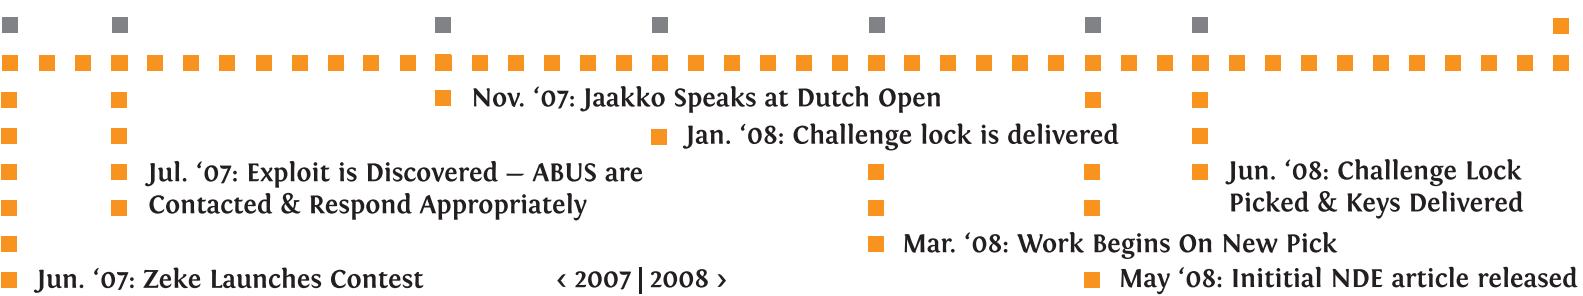 Nov. ‘07: Jaakko Speaks at Dutch Open
Jan. ‘08: Challenge lock is delivered
Jul. ‘07: Exploit is Discovered – ABUS are
Contacted & Respond Appropriately
Jun. ‘08: Challenge Lock
Picked & Keys Delivered
Mar. ‘08: Work Begins On New Pick
Jun. ‘07: Zeke Launches Contest
‹ 2007 | 2008 ›
May ‘08: Inititial NDE article released